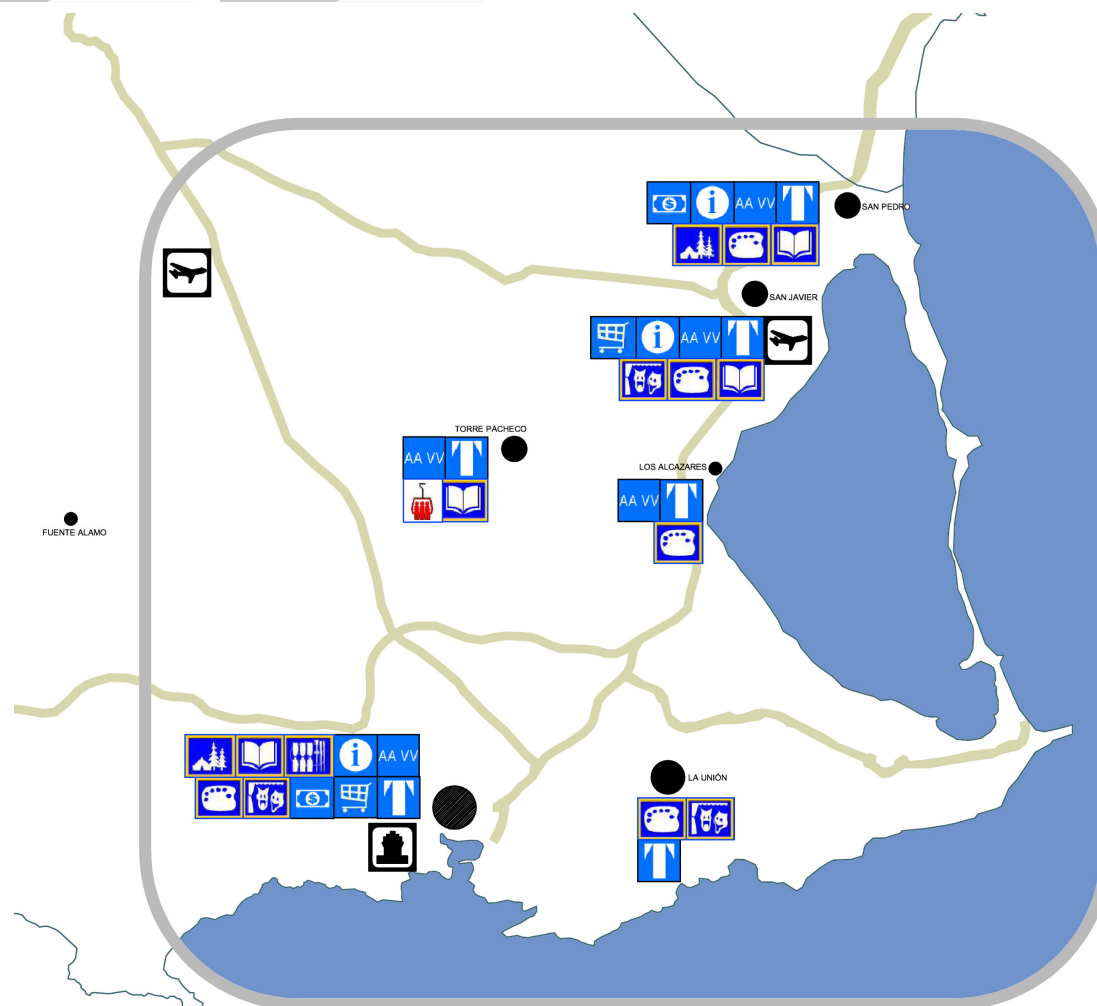 AA VV
SAN PEDRO
SAN JAVIER
AA VV
TORRE PACHECO
AA VV
LOS ALCAZARES
AA VV
FUENTE ALAMO
AA VV
LA UNIÓN